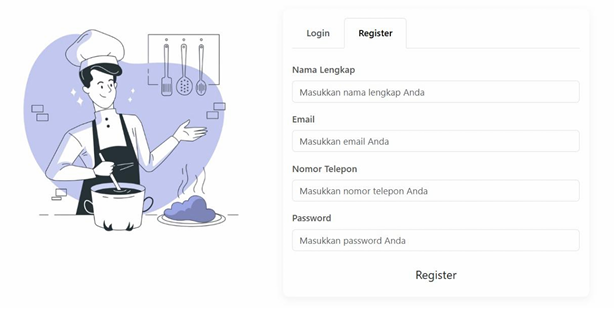 Login
Register
Nama Lengkap
Masukkan nama lengkap Anda
Email
Masukkan email Anda
Nomor Telepon
Masukkan nomor telepon Anda
Password
Masukkan password Anda
Register